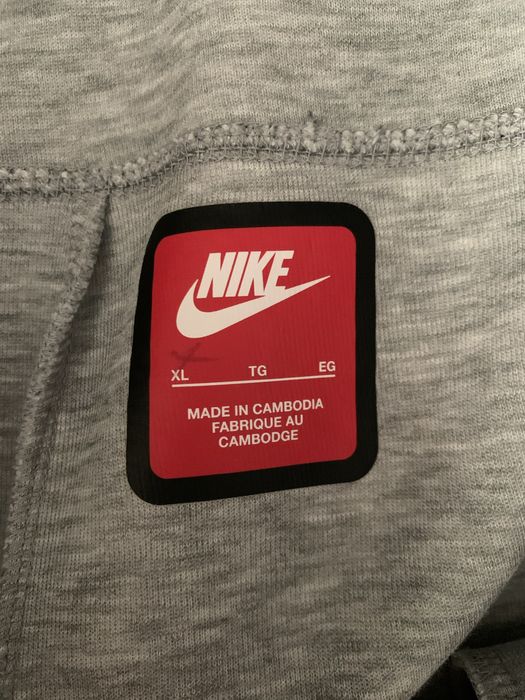 NIKE
XL TG EG
MADE IN CAMBODIA
FABRIQUE AU
CAMBODGE